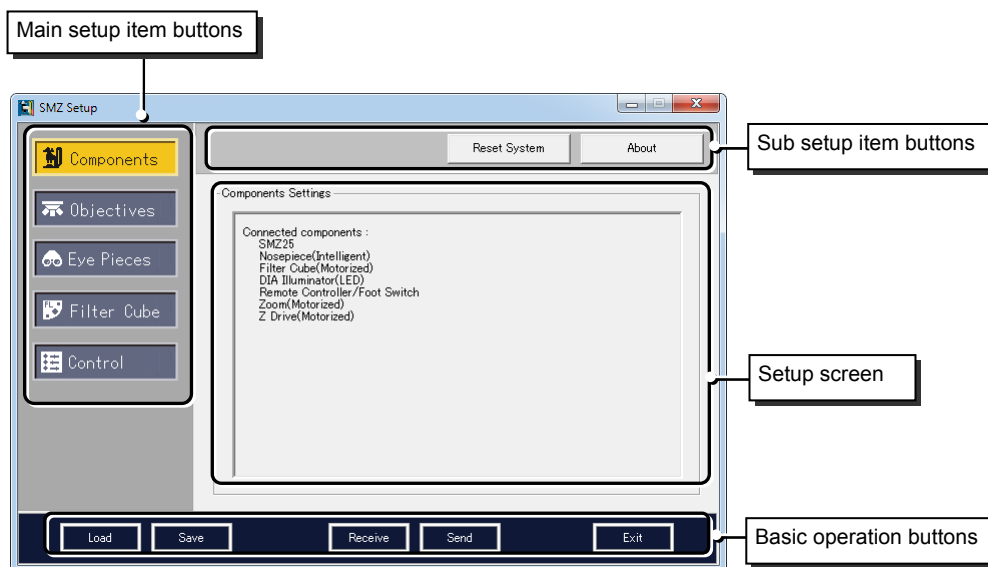 Main setup item buttons
SMZ Setup
Components
Reset System
About
Sub setup item buttons
Objectives
Eye Pieces
Filter Cube
Control
Components Settings
Connected components :
SMZ25
Nosepiece(Intelligent)
Filter Cube(Motorized)
DIA Illuminator(LED)
Remote Controller/Foot Switch
Zoom(Motorized)
Z Drive(Motorized)
Setup screen
Load
Save
Receive
Send
Exit
Basic operation buttons